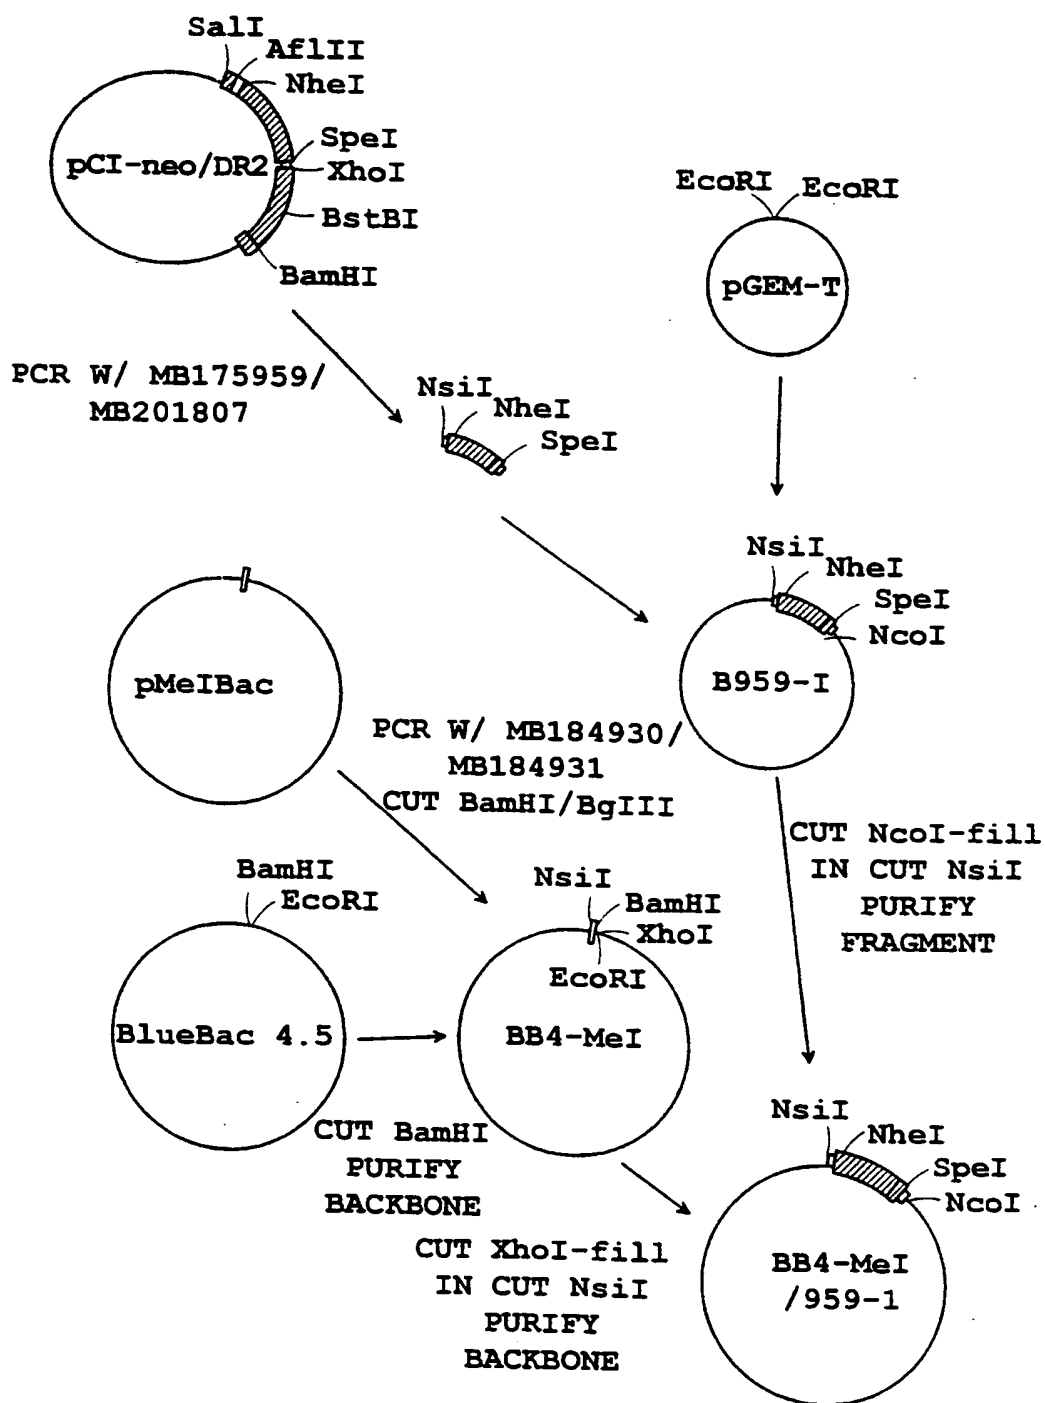 SalI
AflII
NheI
SpeI
pCI-neo/DR2
XhoI
BstBI
BamHI
EcoRI EcoRI
pGEM-T
PCR W/ MB175959/
MB201807
NsiI
NheI
SpeI
NsiI
NheI
SpeI
NcoI
B959-I
pMeIBac
PCR W/ MB184930/
MB184931
CUT BamHI/BgIII
CUT NcoI-fill
IN CUT NsiI
PURIFY
FRAGMENT
BamHI
EcoRI
BlueBac 4.5
NsiI
BamHI
XhoI
EcoRI
BB4-MeI
CUT BamHI
PURIFY
BACKBONE
CUT XhoI-fill
IN CUT NsiI
PURIFY
BACKBONE
NsiI
NheI
SpeI
NcoI
BB4-MeI
/959-1